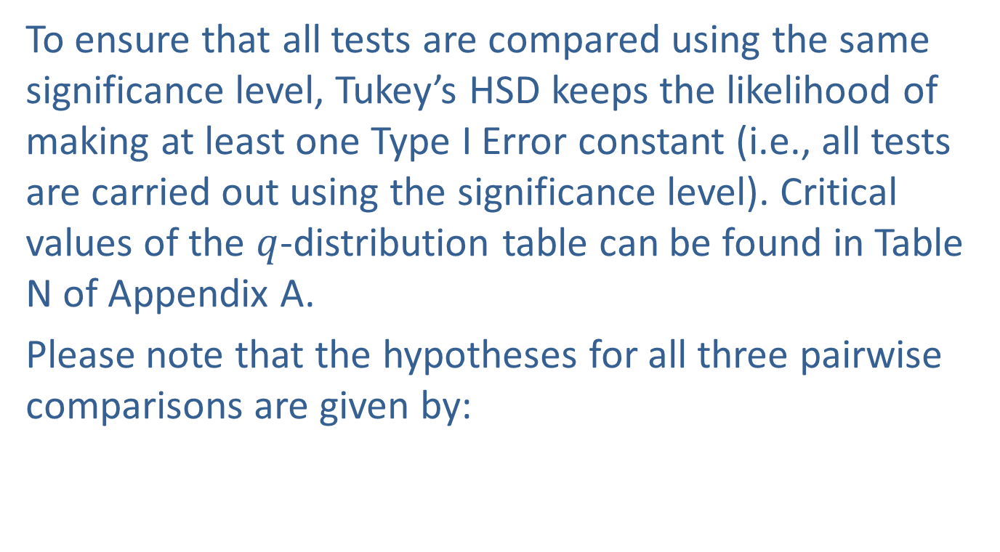 To ensure that all tests are compared using the same
significance level, Tukey’s HSD keeps the likelihood of
making at least one Type I Error constant (i.e., all tests
are carried out using the significance level). Critical
values of the q-distribution table can be found in Table
N of Appendix A.
Please note that the hypotheses for all three pairwise
comparisons are given by: